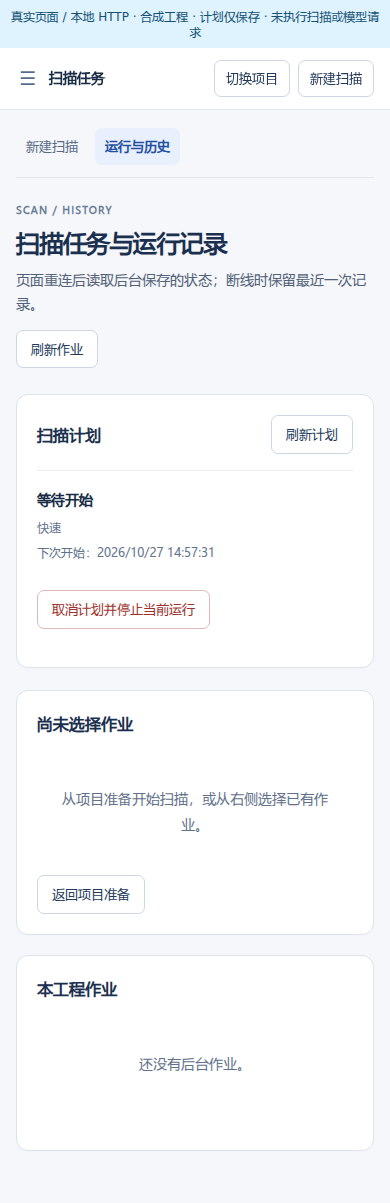 真实页面 / 本地 HTTP · 合成工程 · 计划仅保存 · 未执行扫描或模型请
求
☰ 扫描任务 切换项目 新建扫描
新建扫描 运行与历史
SCAN / HISTORY
扫描任务与运行记录
页面重连后读取后台保存的状态；断线时保留最近一次记
录。
刷新作业
扫描计划 刷新计划
等待开始
快速
下次开始：2026/10/27 14:57:31
取消计划并停止当前运行
尚未选择作业
从项目准备开始扫描，或从右侧选择已有作
业。
返回项目准备
本工程作业
还没有后台作业。